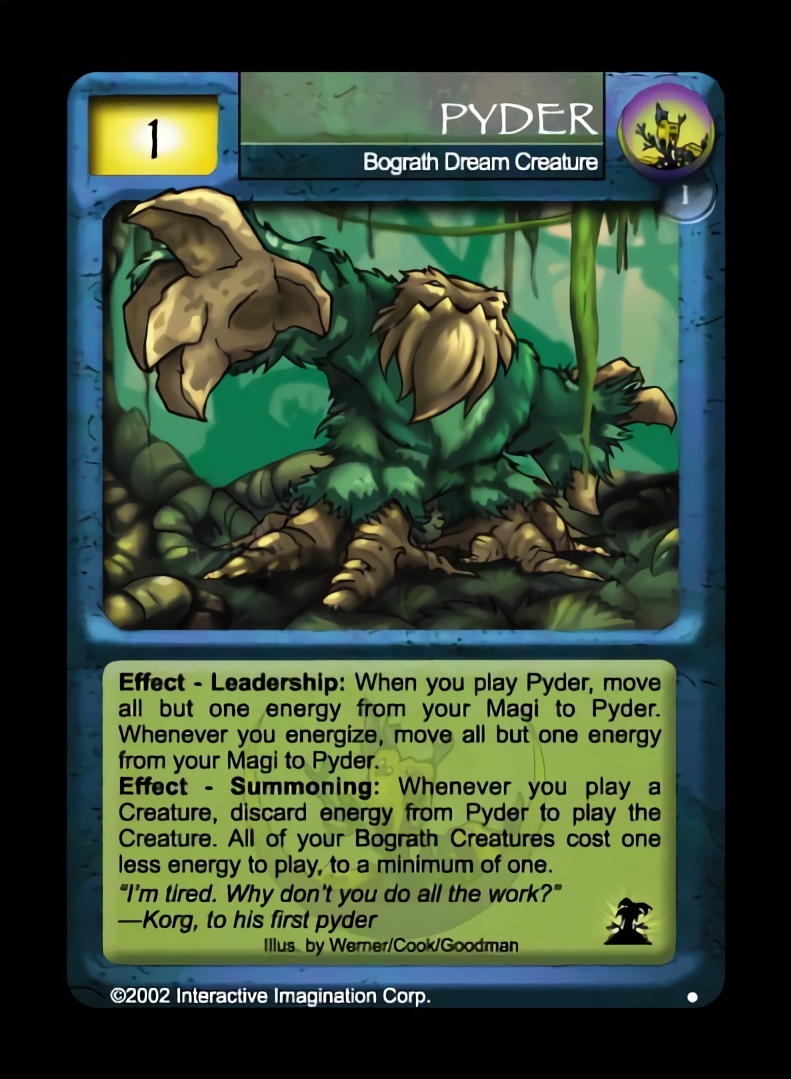 1
PYDER
Bograth Dream Creature
1
Effect - Leadership: When you play Pyder, move
all but one energy from your Magi to Pyder.
Whenever you energize, move all but one energy
from your Magi to Pyder.
Effect - Summoning: Whenever you play a
Creature, discard energy from Pyder to play the
Creature. All of your Bograth Creatures cost one
less energy to play, to a minimum of one.
"I'm tired. Why don't you do all the work?"
—Korg, to his first pyder
Illus. by Werner/Cook/Goodman
©2002 Interactive Imagination Corp.